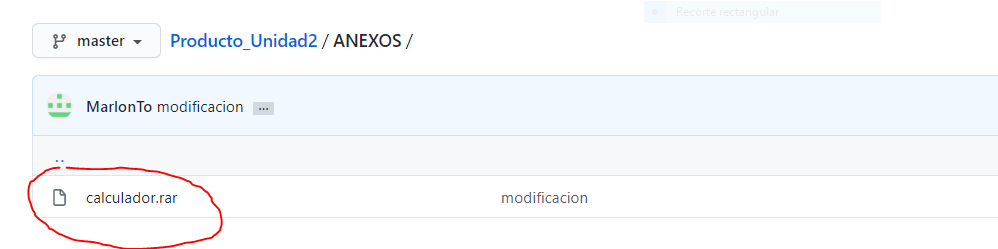 Recorte rectangular
master Producto_Unidad2 / ANEXOS /
MarlonTo modificacion ...
..
calculador.rar modificacion